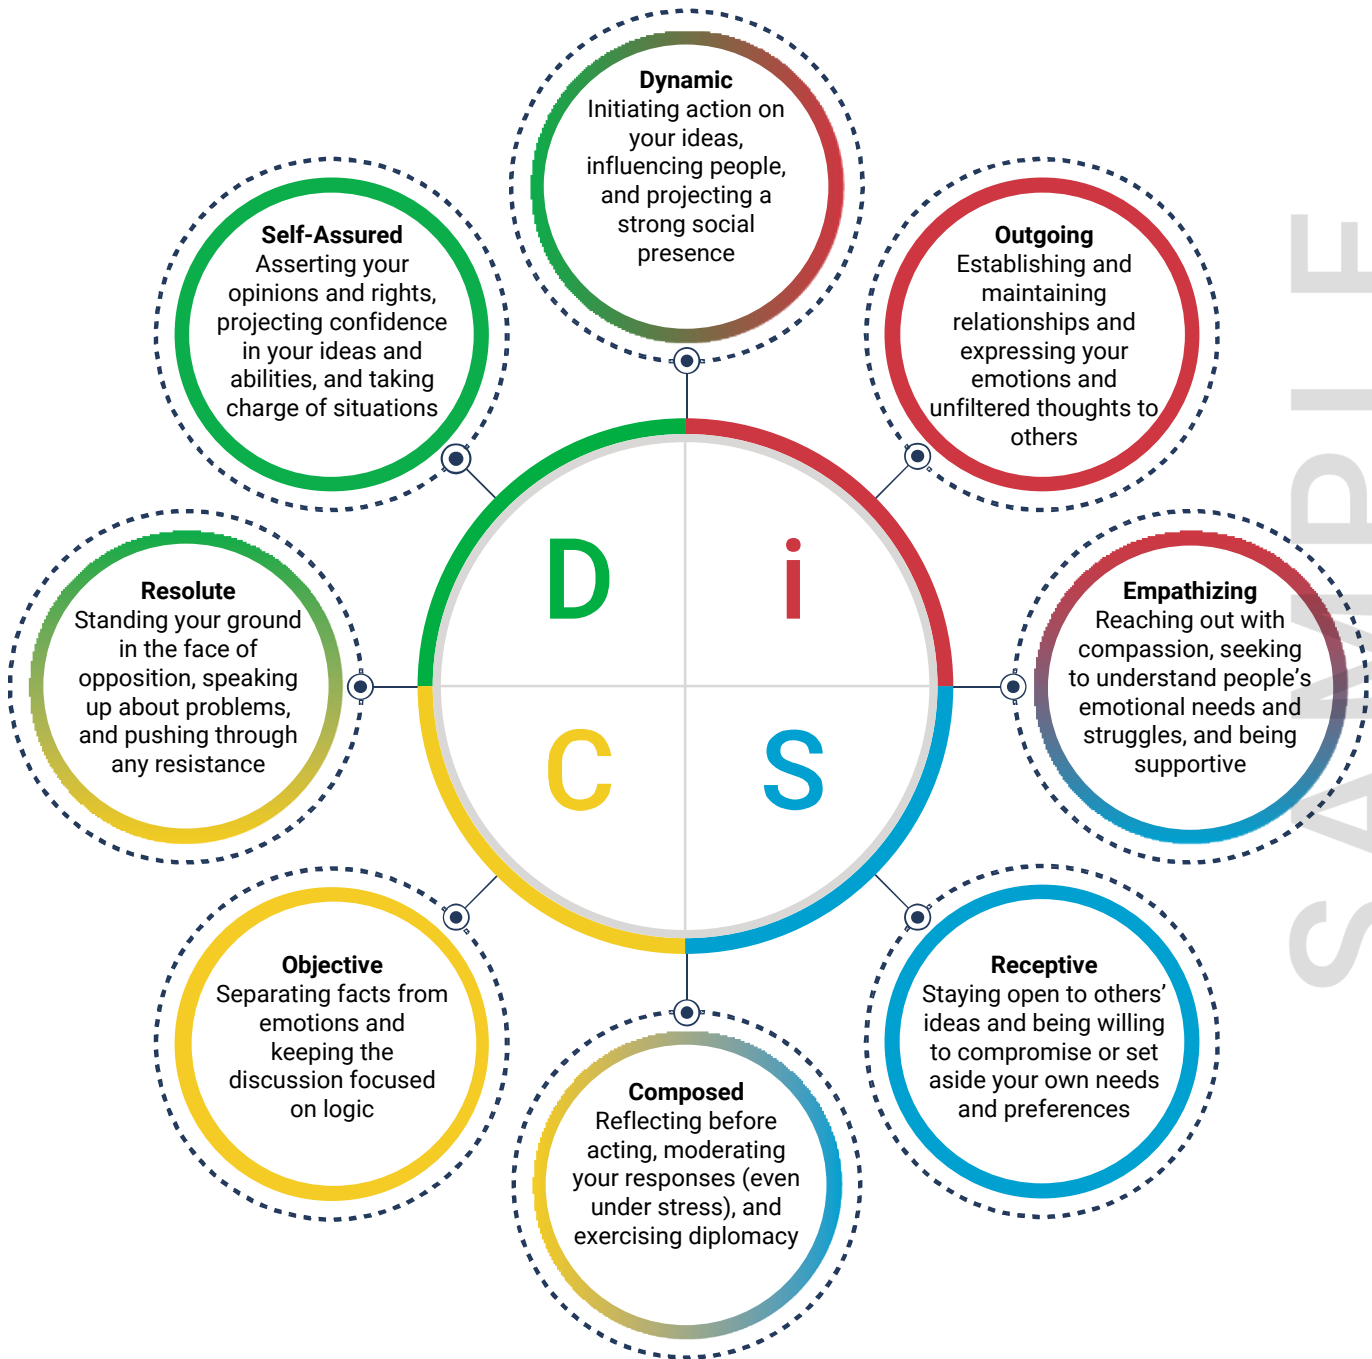 Dynamic
Initiating action on
your ideas,
influencing people,
and projecting a
strong social
presence
Self-Assured
Asserting your
opinions and rights,
projecting confidence
in your ideas and
abilities, and taking
charge of situations
Outgoing
Establishing and
maintaining
relationships and
expressing your
emotions and
unfiltered thoughts to
others
Resolute
Standing your ground
in the face of
opposition, speaking
up about problems,
and pushing through
any resistance
D
i
C
S
Empathizing
Reaching out with
compassion, seeking
to understand people’s
emotional needs and
struggles, and being
supportive
Objective
Separating facts from
emotions and
keeping the
discussion focused
on logic
Composed
Reflecting before
acting, moderating
your responses (even
under stress), and
exercising diplomacy
Receptive
Staying open to others’
ideas and being willing
to compromise or set
aside your own needs
and preferences
SAMPLE